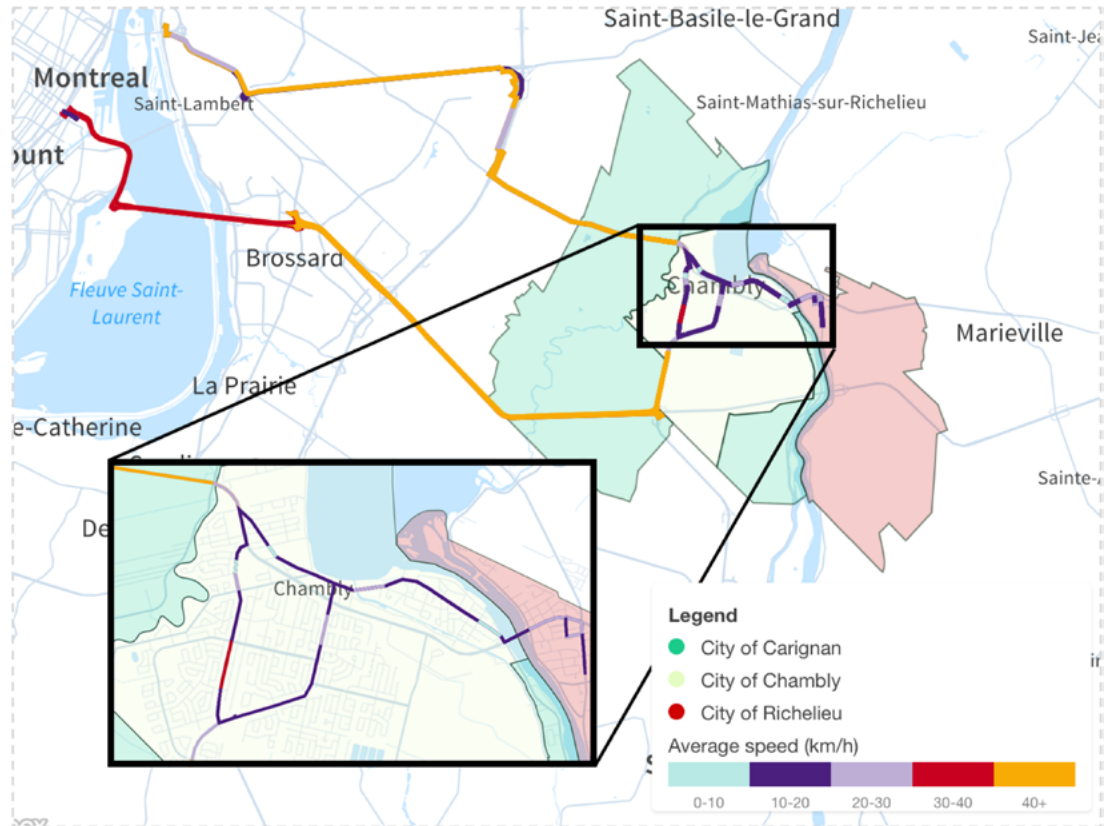 Saint-Basile-le-Grand
Saint-Je
Montreal
Saint-Lambert
Saint-Mathias-sur-Richelieu
ount
Brossard
Chambly
Fleuve Saint-
Laurent
Marieville
La Prairie
e-Catherine
Sainte-
De
Chambly
Legend
City of Carignan
City of Chambly
City of Richelieu
Average speed (km/h)
0-10
10-20
20-30
30-40
40+